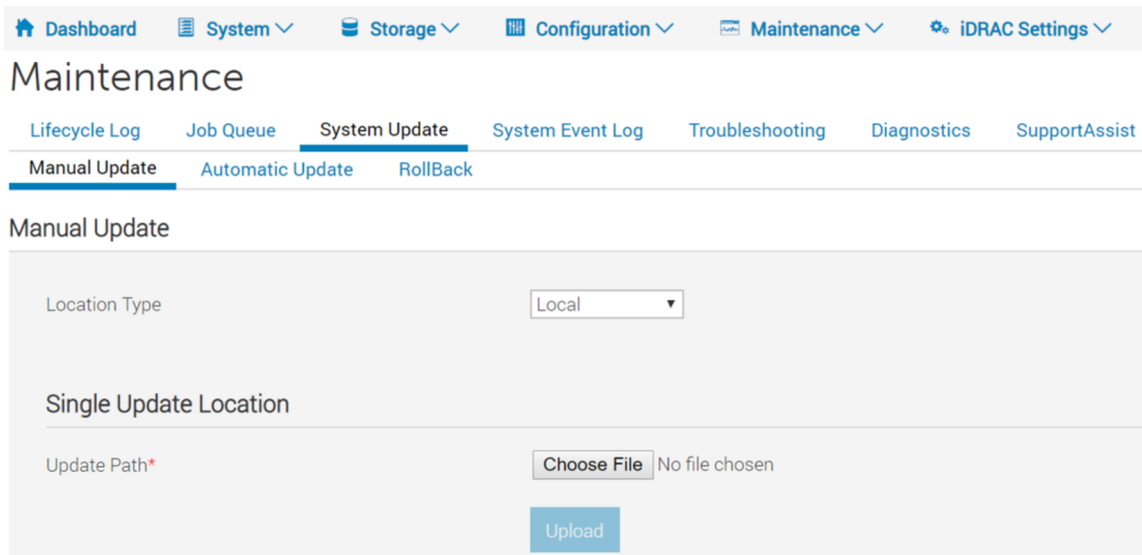 Dashboard System Storage Configuration Maintenance iDRAC Settings
Maintenance
Lifecycle Log Job Queue System Update System Event Log Troubleshooting Diagnostics SupportAssist
Manual Update Automatic Update RollBack
Manual Update
Location Type Local
Single Update Location
Update Path* Choose File No file chosen
Upload